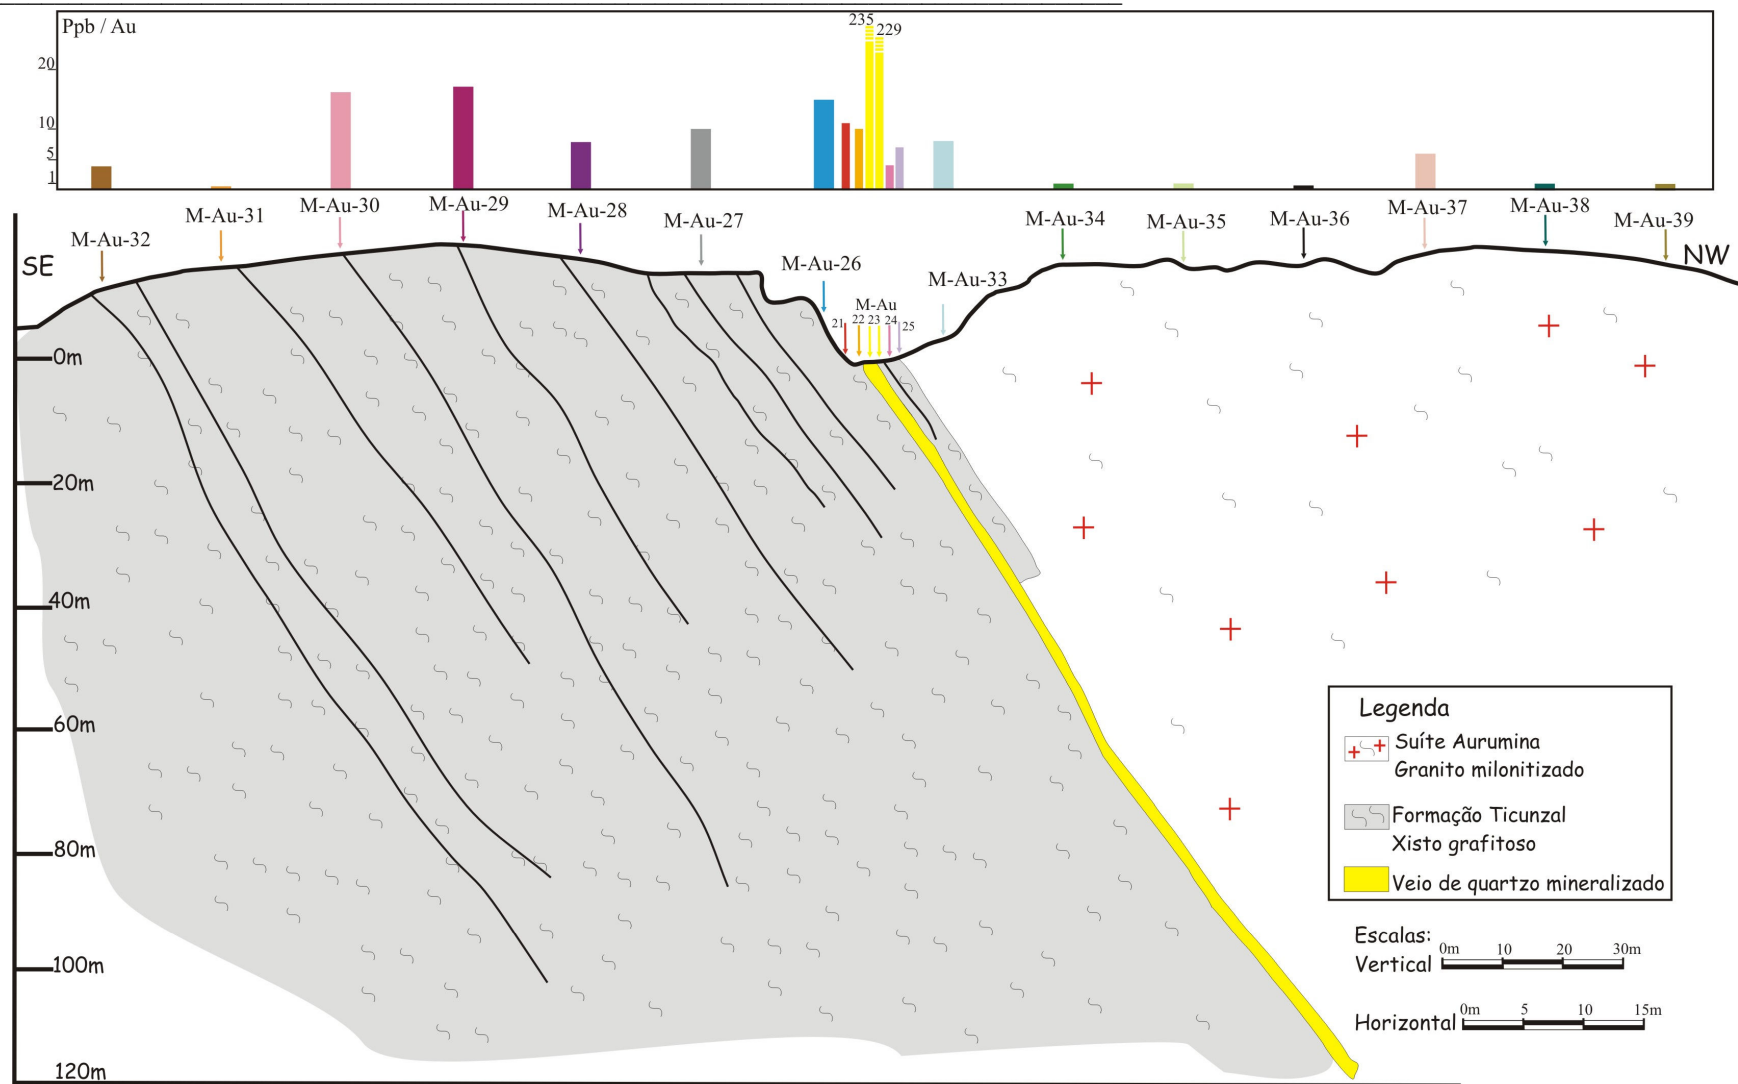 Ppb / Au
235
229
20
10
5
1
M-Au-32
M-Au-31
M-Au-30
M-Au-29
M-Au-28
M-Au-27
M-Au-26
M-Au
21
22
23
24
25
M-Au-33
M-Au-34
M-Au-35
M-Au-36
M-Au-37
M-Au-38
M-Au-39
SE
NW
0m
20m
40m
60m
80m
100m
120m
Legenda
Suíte Aurumina
Granito milonitizado
Formação Ticunzal
Xisto grafitoso
Veio de quartzo mineralizado
Escalas:
Vertical
0m 10 20 30m
Horizontal
0m 5 10 15m